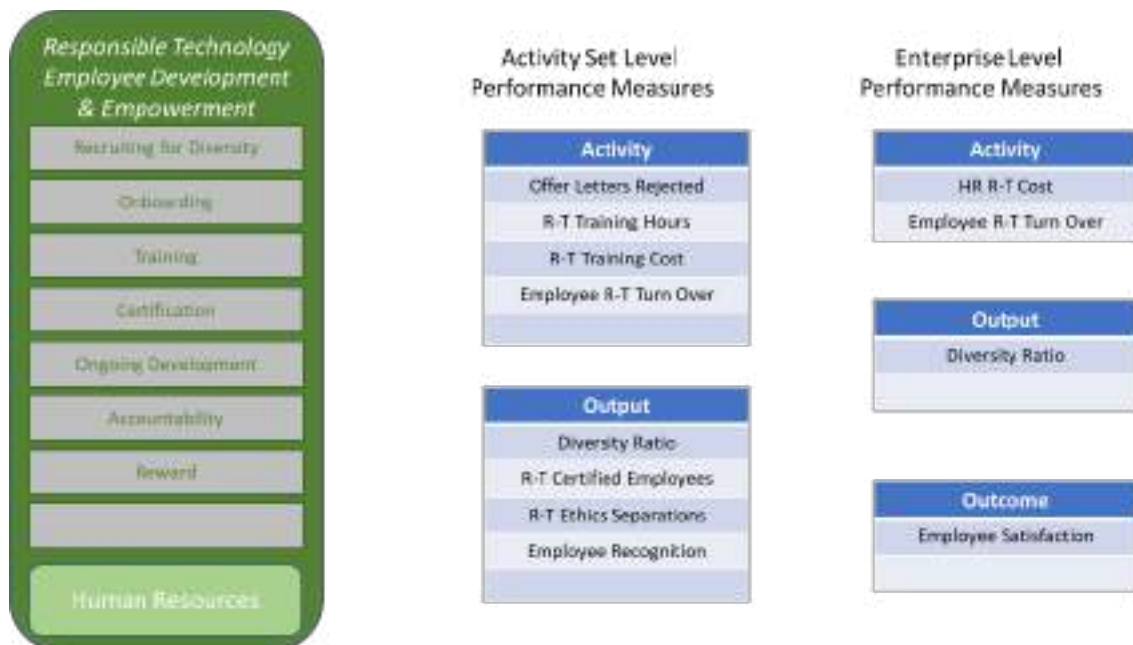 Responsible Technology
Employee Development
& Empowerment
Recruiting for Diversity
Onboarding
Training
Certification
Ongoing Development
Accountability
Reward
Human Resources
Activity Set Level
Performance Measures
Activity
Offer Letters Rejected
R-T Training Hours
R-T Training Cost
Employee R-T Turn Over
Output
Diversity Ratio
R-T Certified Employees
R-T Ethics Separations
Employee Recognition
Enterprise Level
Performance Measures
Activity
HR R-T Cost
Employee R-T Turn Over
Output
Diversity Ratio
Outcome
Employee Satisfaction